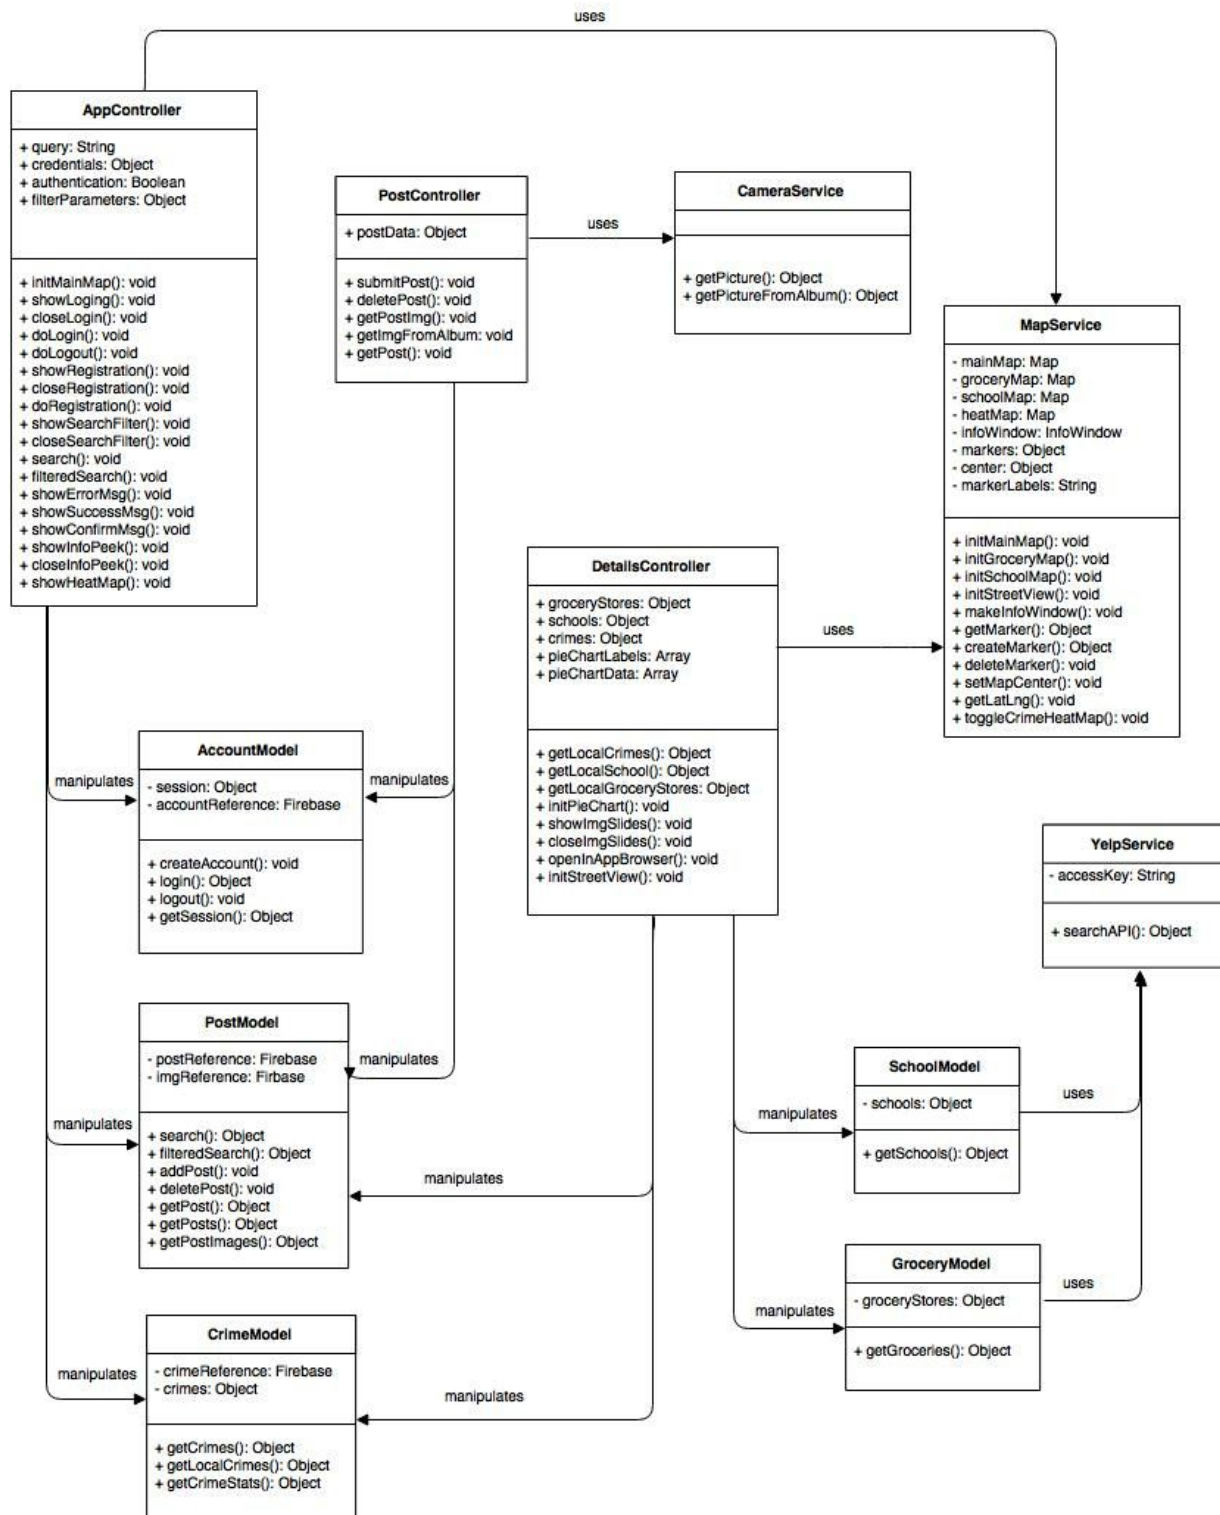 uses
AppController
+ query: String
+ credentials: Object
+ authentication: Boolean
+ filterParameters: Object
+ initMainMap(): void
+ showLoging(): void
+ closeLogin(): void
+ doLogin(): void
+ doLogout(): void
+ showRegistration(): void
+ closeRegistration(): void
+ doRegistration(): void
+ showSearchFilter(): void
+ closeSearchFilter(): void
+ search(): void
+ filteredSearch(): void
+ showErrorMsg(): void
+ showSuccessMsg(): void
+ showConfirmMsg(): void
+ showInfoPeek(): void
+ closeInfoPeek(): void
+ showHeatMap(): void
PostController
+ postData: Object
+ submitPost(): void
+ deletePost(): void
+ getPostImg(): void
+ getImgFromAlbum: void
+ getPost(): void
uses
CameraService
+ getPicture(): Object
+ getPictureFromAlbum(): Object
MapService
- mainMap: Map
- groceryMap: Map
- schoolMap: Map
- heatMap: Map
- infoWindow: InfoWindow
- markers: Object
- center: Object
- markerLabels: String
+ initMainMap(): void
+ initGroceryMap(): void
+ initSchoolMap(): void
+ initStreetView(): void
+ makeInfoWindow(): void
+ getMarker(): Object
+ createMarker(): Object
+ deleteMarker(): void
+ setMapCenter(): void
+ getLatLng(): void
+ toggleCrimeHeatMap(): void
DetailsController
+ groceryStores: Object
+ schools: Object
+ crimes: Object
+ pieChartLabels: Array
+ pieChartData: Array
+ getLocalCrimes(): Object
+ getLocalSchool(): Object
+ getLocalGroceryStores: Object
+ initPieChart(): void
+ showImgSlides(): void
+ closeImgSlides(): void
+ openInAppBrowser(): void
+ initStreetView(): void
uses
manipulates
AccountModel
- session: Object
- accountReference: Firebase
+ createAccount(): void
+ login(): Object
+ logout(): void
+ getSession(): Object
manipulates
YelpService
- accessKey: String
+ searchAPI(): Object
PostModel
- postReference: Firebase
- imgReference: Firbase
+ search(): Object
+ filteredSearch(): Object
+ addPost(): void
+ deletePost(): void
+ getPost(): Object
+ getPosts(): Object
+ getPostImages(): Object
manipulates
manipulates
manipulates
manipulates
SchoolModel
- schools: Object
+ getSchools(): Object
uses
manipulates
GroceryModel
- groceryStores: Object
+ getGroceries(): Object
uses
manipulates
CrimeModel
- crimeReference: Firebase
- crimes: Object
+ getCrimes(): Object
+ getLocalCrimes(): Object
+ getCrimeStats(): Object
manipulates